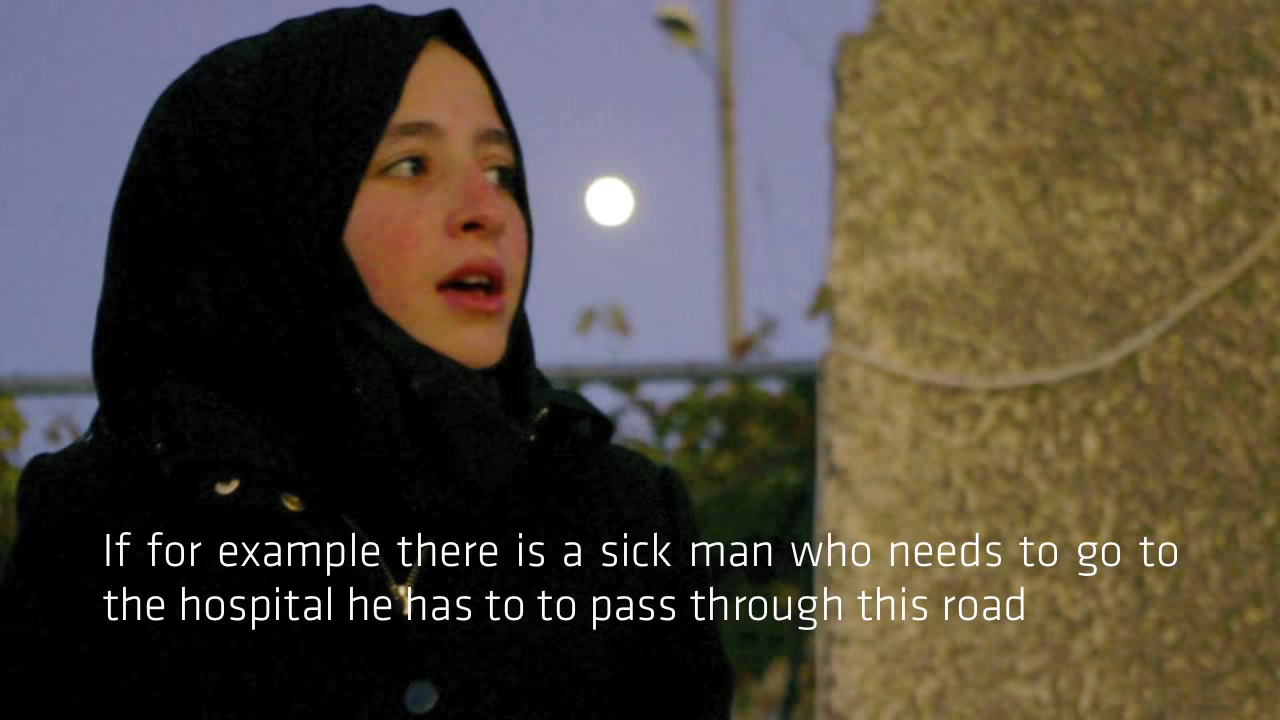 If for example there is a sick man who needs to go to
the hospital he has to to pass through this road